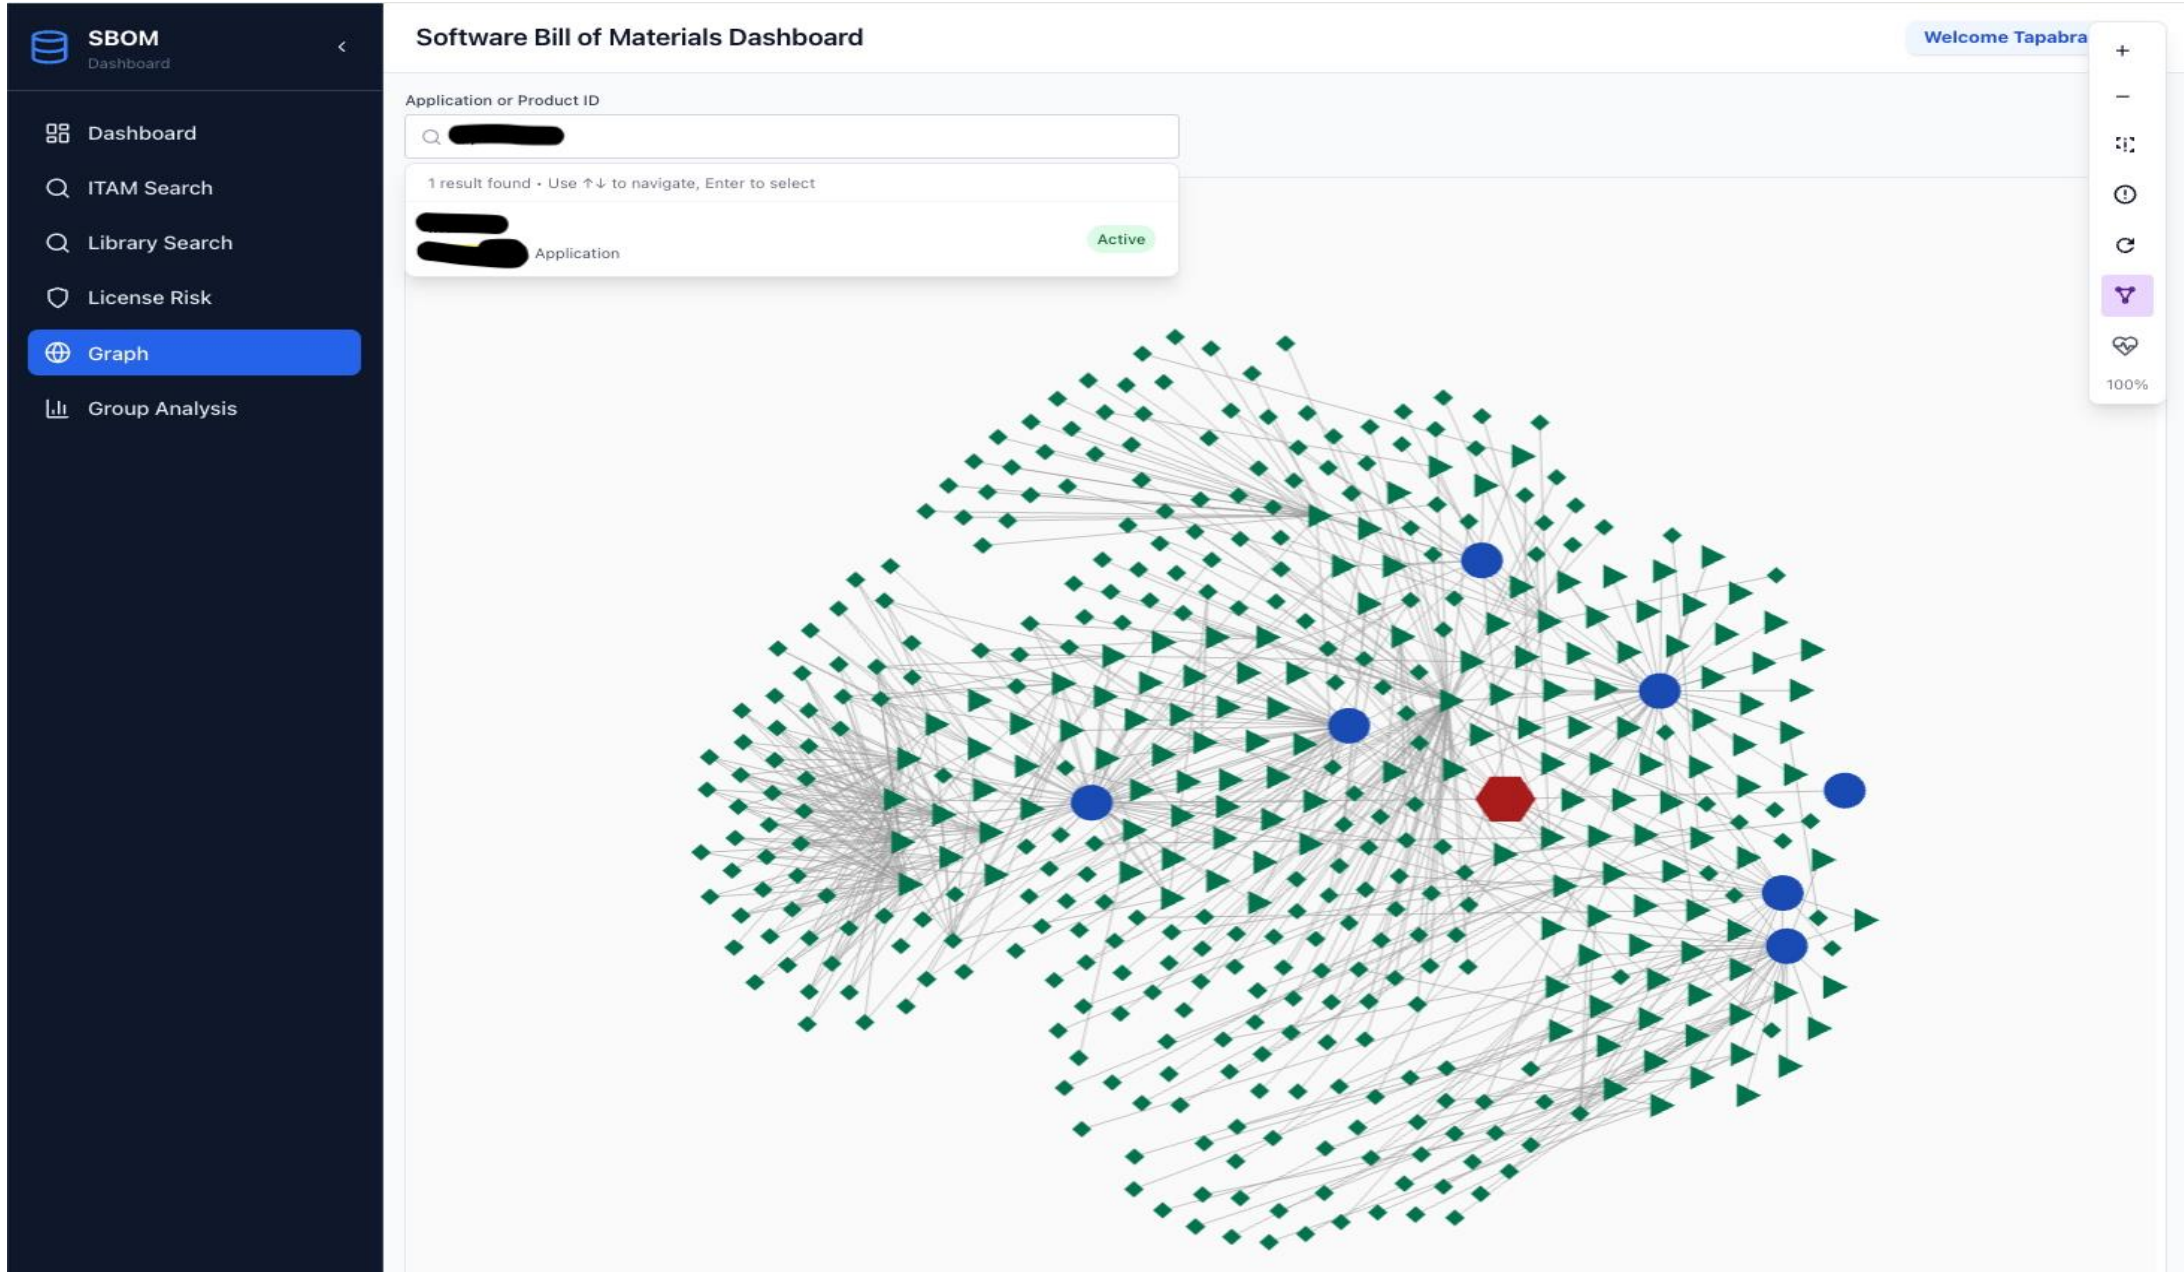 SBOM
Dashboard
Dashboard
ITAM Search
Library Search
License Risk
Graph
Group Analysis
Software Bill of Materials Dashboard
Welcome Tapabra
Application or Product ID
1 result found • Use ↑↓ to navigate, Enter to select
Application
Active
100%